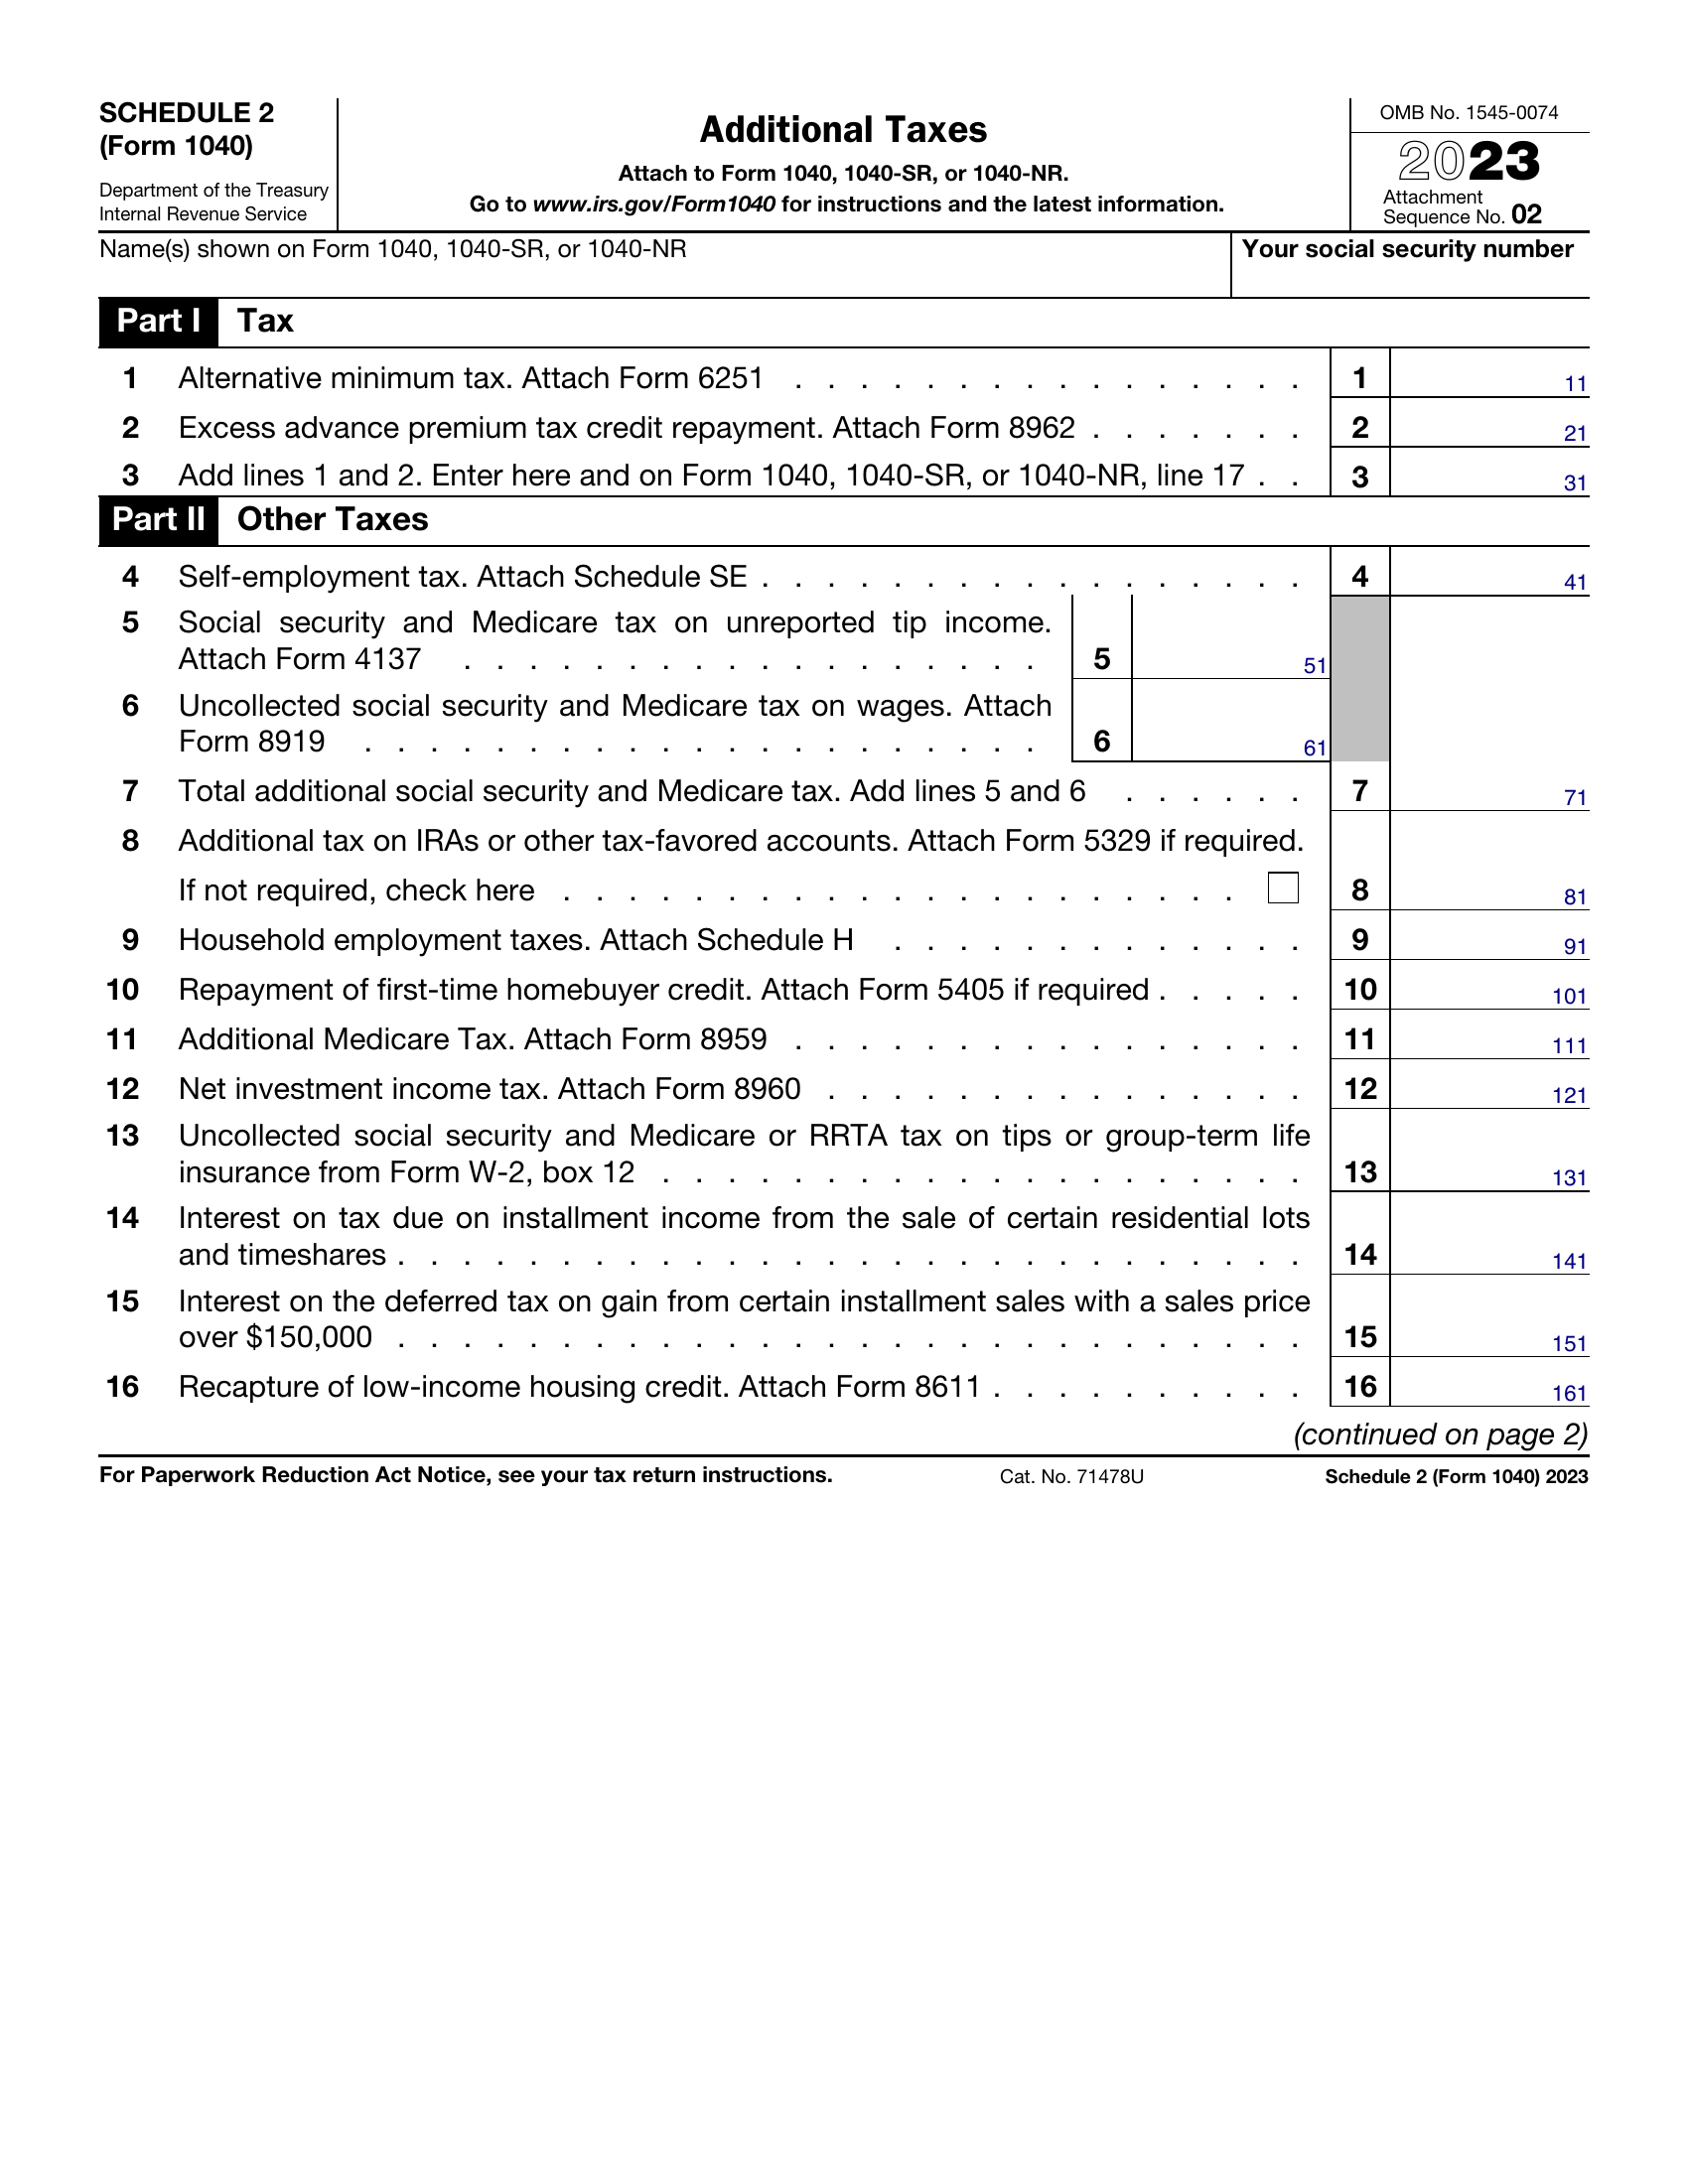 SCHEDULE 2
(Form 1040)
Department of the Treasury
Internal Revenue Service
Additional Taxes
Attach to Form 1040, 1040-SR, or 1040-NR.
Go to www.irs.gov/Form1040 for instructions and the latest information.
OMB No. 1545-0074
2023
Attachment
Sequence No. 02
Name(s) shown on Form 1040, 1040-SR, or 1040-NR
Your social security number
Part I Tax
1 Alternative minimum tax. Attach Form 6251 . . . . . . . . . . . . . . . . 1 11
2 Excess advance premium tax credit repayment. Attach Form 8962 . . . . . . . 2 21
3 Add lines 1 and 2. Enter here and on Form 1040, 1040-SR, or 1040-NR, line 17 . . 3 31
Part II Other Taxes
4 Self-employment tax. Attach Schedule SE . . . . . . . . . . . . . . . . . 4 41
5 Social security and Medicare tax on unreported tip income.
Attach Form 4137 . . . . . . . . . . . . . . . . . . 5 51
6 Uncollected social security and Medicare tax on wages. Attach
Form 8919 . . . . . . . . . . . . . . . . . . . . . 6 61
7 Total additional social security and Medicare tax. Add lines 5 and 6 . . . . . . 7 71
8 Additional tax on IRAs or other tax-favored accounts. Attach Form 5329 if required.
If not required, check here . . . . . . . . . . . . . . . . . . . . . 8 81
9 Household employment taxes. Attach Schedule H . . . . . . . . . . . . . 9 91
10 Repayment of first-time homebuyer credit. Attach Form 5405 if required . . . . . 10 101
11 Additional Medicare Tax. Attach Form 8959 . . . . . . . . . . . . . . . . 11 111
12 Net investment income tax. Attach Form 8960 . . . . . . . . . . . . . . . 12 121
13 Uncollected social security and Medicare or RRTA tax on tips or group-term life
insurance from Form W-2, box 12 . . . . . . . . . . . . . . . . . . . . 13 131
14 Interest on tax due on installment income from the sale of certain residential lots
and timeshares . . . . . . . . . . . . . . . . . . . . . . . . . . . . 14 141
15 Interest on the deferred tax on gain from certain installment sales with a sales price
over $150,000 . . . . . . . . . . . . . . . . . . . . . . . . . . . . 15 151
16 Recapture of low-income housing credit. Attach Form 8611 . . . . . . . . . . 16 161
(continued on page 2)
For Paperwork Reduction Act Notice, see your tax return instructions. Cat. No. 71478U Schedule 2 (Form 1040) 2023